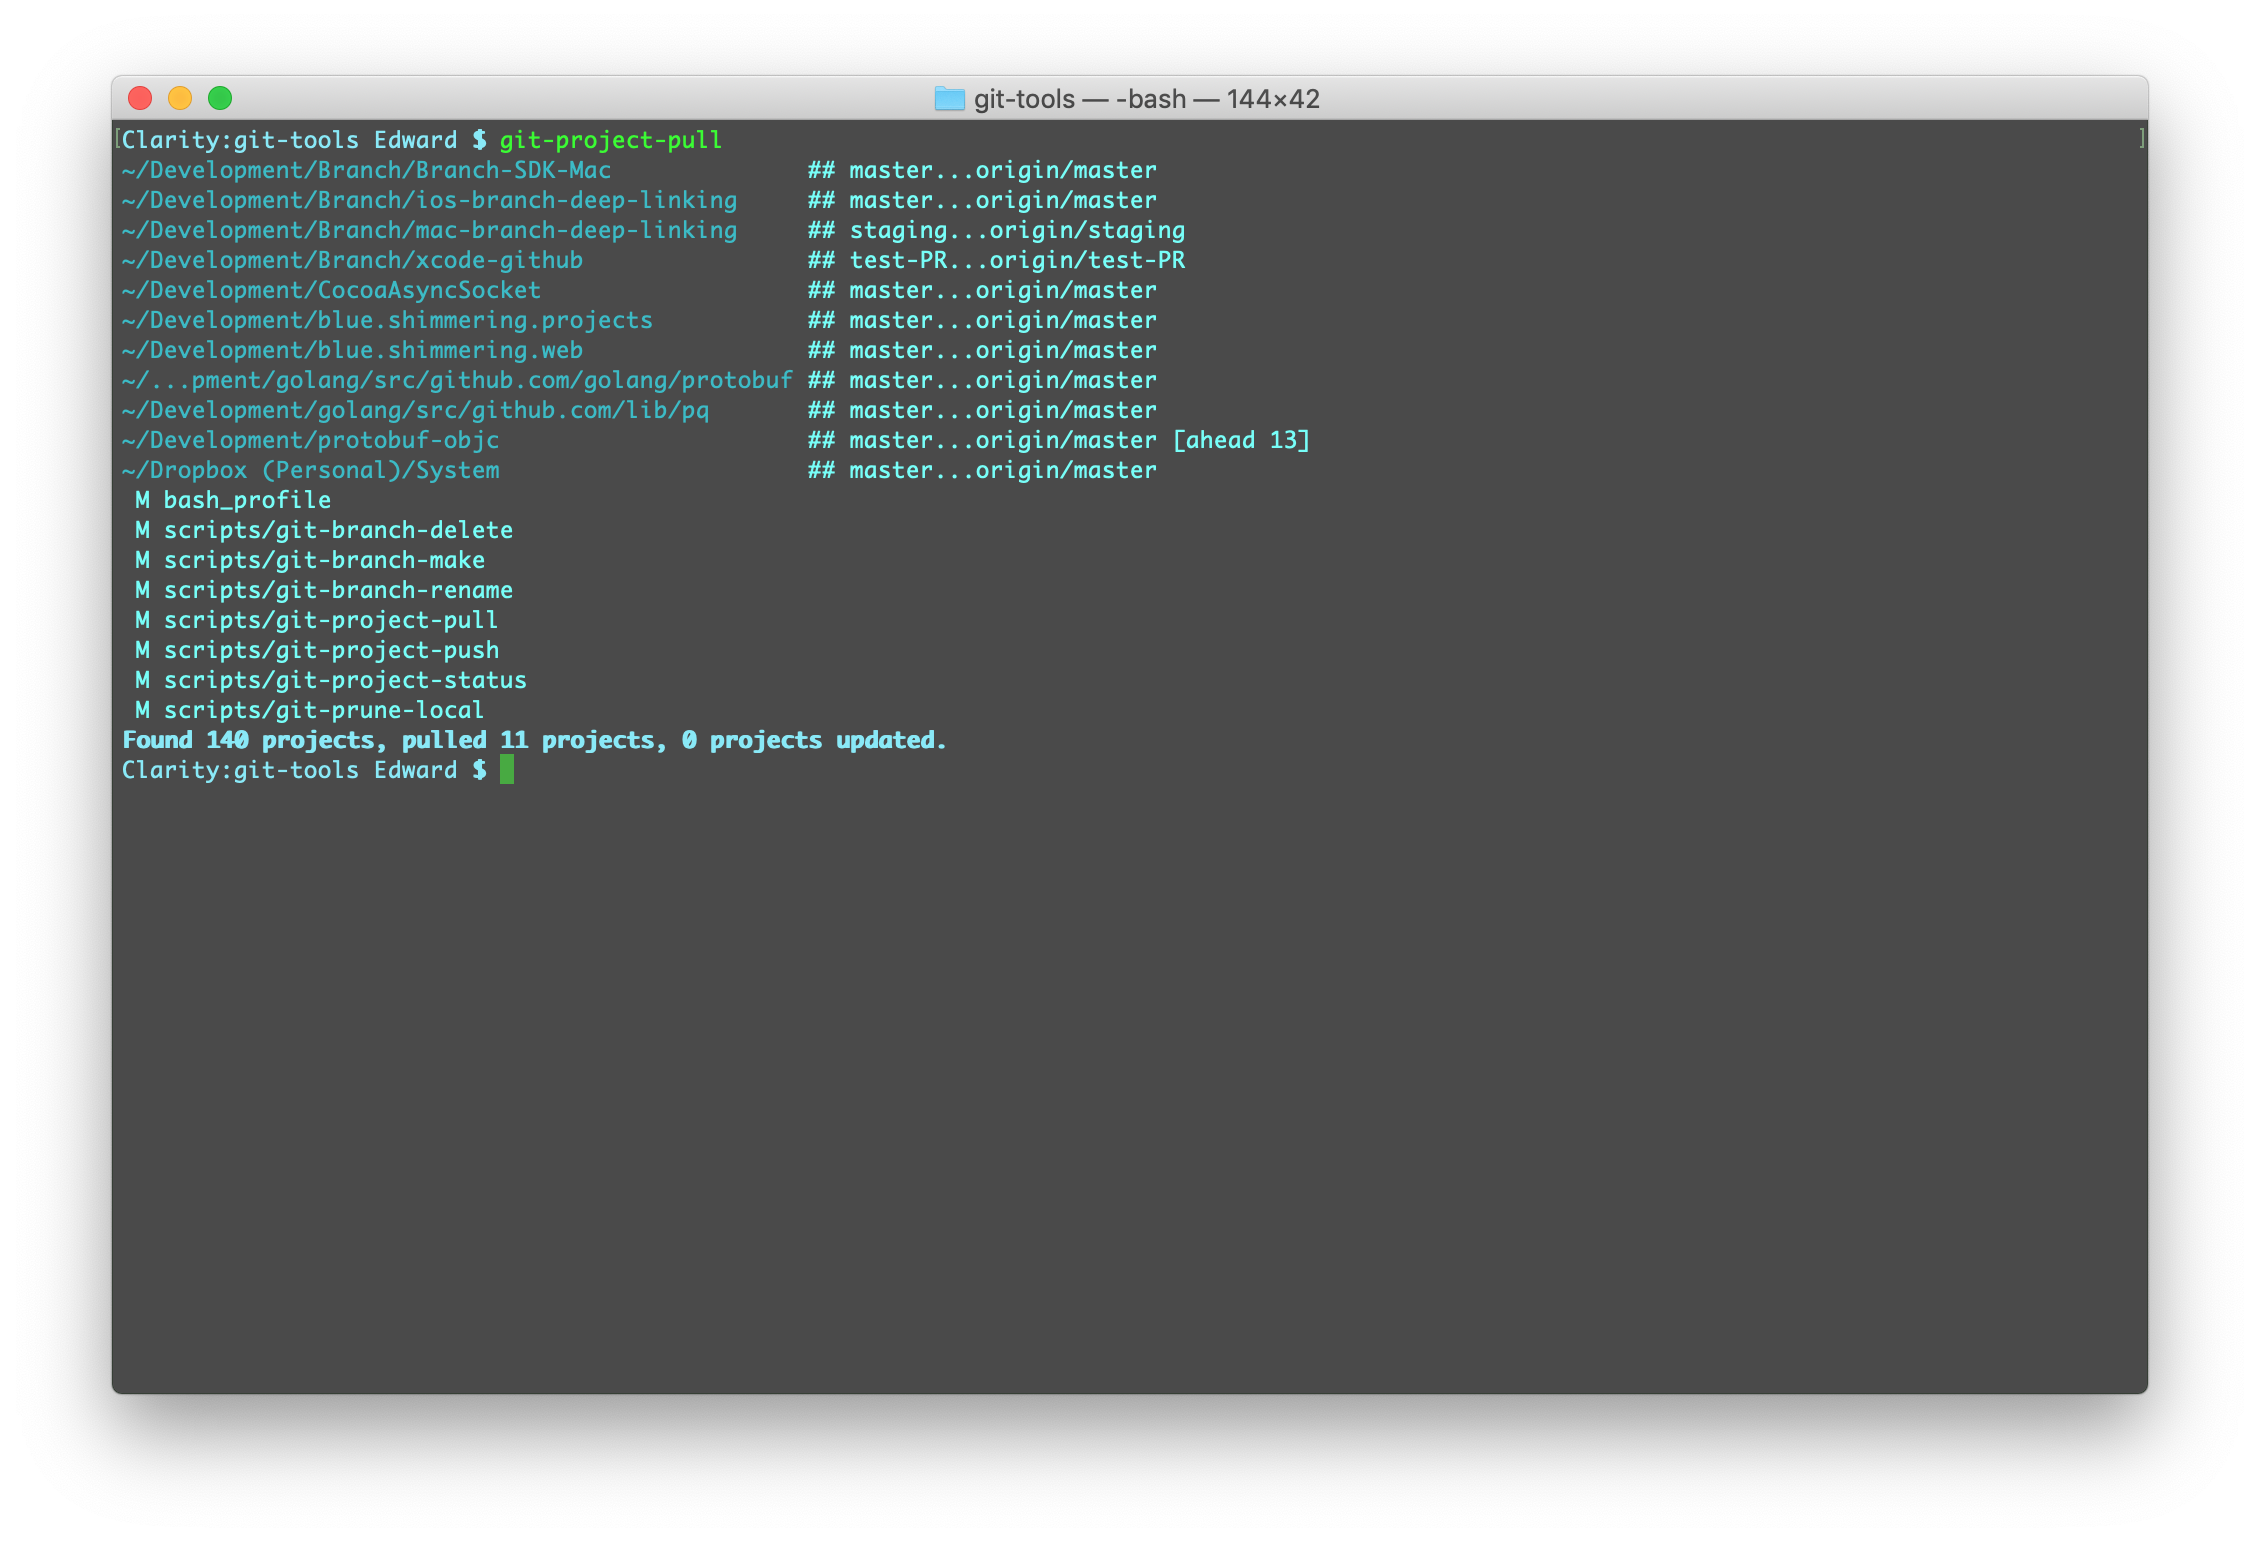 git-tools — -bash — 144×42
[Clarity:git-tools Edward $ git-project-pull ]
~/Development/Branch/Branch-SDK-Mac ## master...origin/master
~/Development/Branch/ios-branch-deep-linking ## master...origin/master
~/Development/Branch/mac-branch-deep-linking ## staging...origin/staging
~/Development/Branch/xcode-github ## test-PR...origin/test-PR
~/Development/CocoaAsyncSocket ## master...origin/master
~/Development/blue.shimmering.projects ## master...origin/master
~/Development/blue.shimmering.web ## master...origin/master
~/...pment/golang/src/github.com/golang/protobuf ## master...origin/master
~/Development/golang/src/github.com/lib/pq ## master...origin/master
~/Development/protobuf-objc ## master...origin/master [ahead 13]
~/Dropbox (Personal)/System ## master...origin/master
 M bash_profile
 M scripts/git-branch-delete
 M scripts/git-branch-make
 M scripts/git-branch-rename
 M scripts/git-project-pull
 M scripts/git-project-push
 M scripts/git-project-status
 M scripts/git-prune-local
Found 140 projects, pulled 11 projects, 0 projects updated.
Clarity:git-tools Edward $